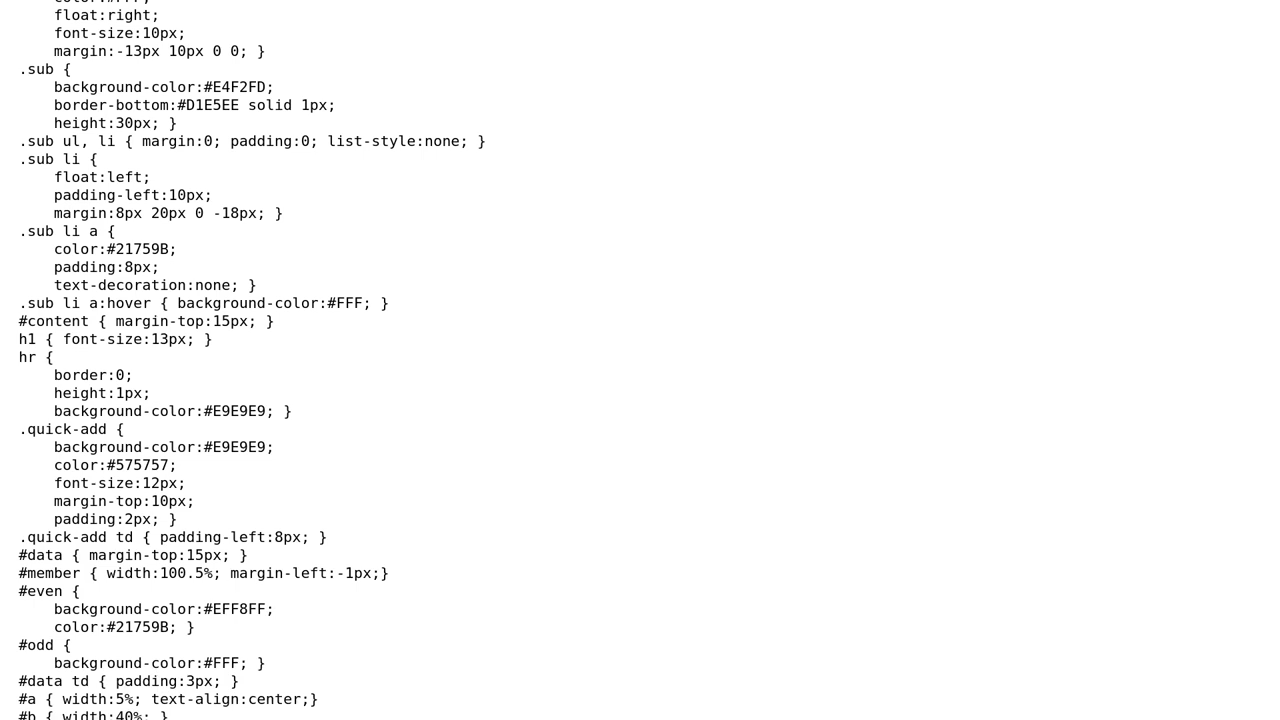 color:#FFF;
float:right;
font-size:10px;
margin:-13px 10px 0 0; }
.sub {
background-color:#E4F2FD;
border-bottom:#D1E5EE solid 1px;
height:30px; }
.sub ul, li { margin:0; padding:0; list-style:none; }
.sub li {
float:left;
padding-left:10px;
margin:8px 20px 0 -18px; }
.sub li a {
color:#21759B;
padding:8px;
text-decoration:none; }
.sub li a:hover { background-color:#FFF; }
#content { margin-top:15px; }
h1 { font-size:13px; }
hr {
border:0;
height:1px;
background-color:#E9E9E9; }
.quick-add {
background-color:#E9E9E9;
color:#575757;
font-size:12px;
margin-top:10px;
padding:2px; }
.quick-add td { padding-left:8px; }
#data { margin-top:15px; }
#member { width:100.5%; margin-left:-1px;}
#even {
background-color:#EFF8FF;
color:#21759B; }
#odd {
background-color:#FFF; }
#data td { padding:3px; }
#a { width:5%; text-align:center;}
#b { width:40%; }